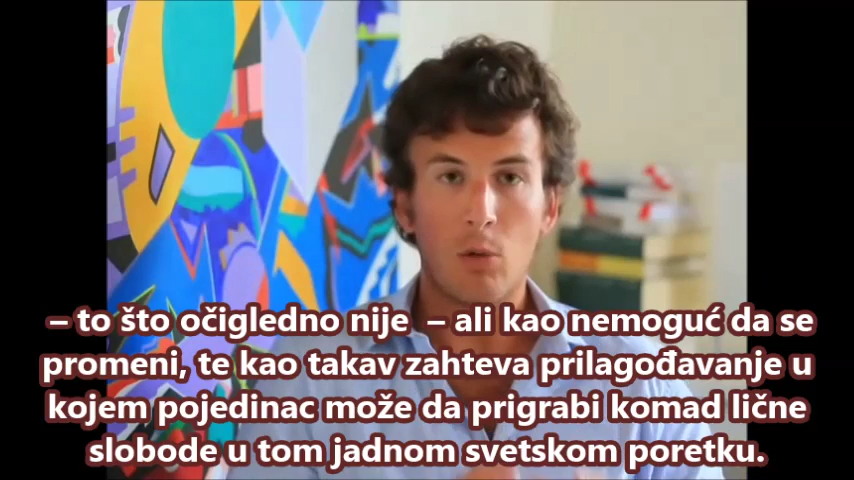 – to što očigledno nije – ali kao nemoguć da se
promeni, te kao takav zahteva prilagođavanje u
kojem pojedinac može da prigrabi komad lične
slobode u tom jadnom svetskom poretku.